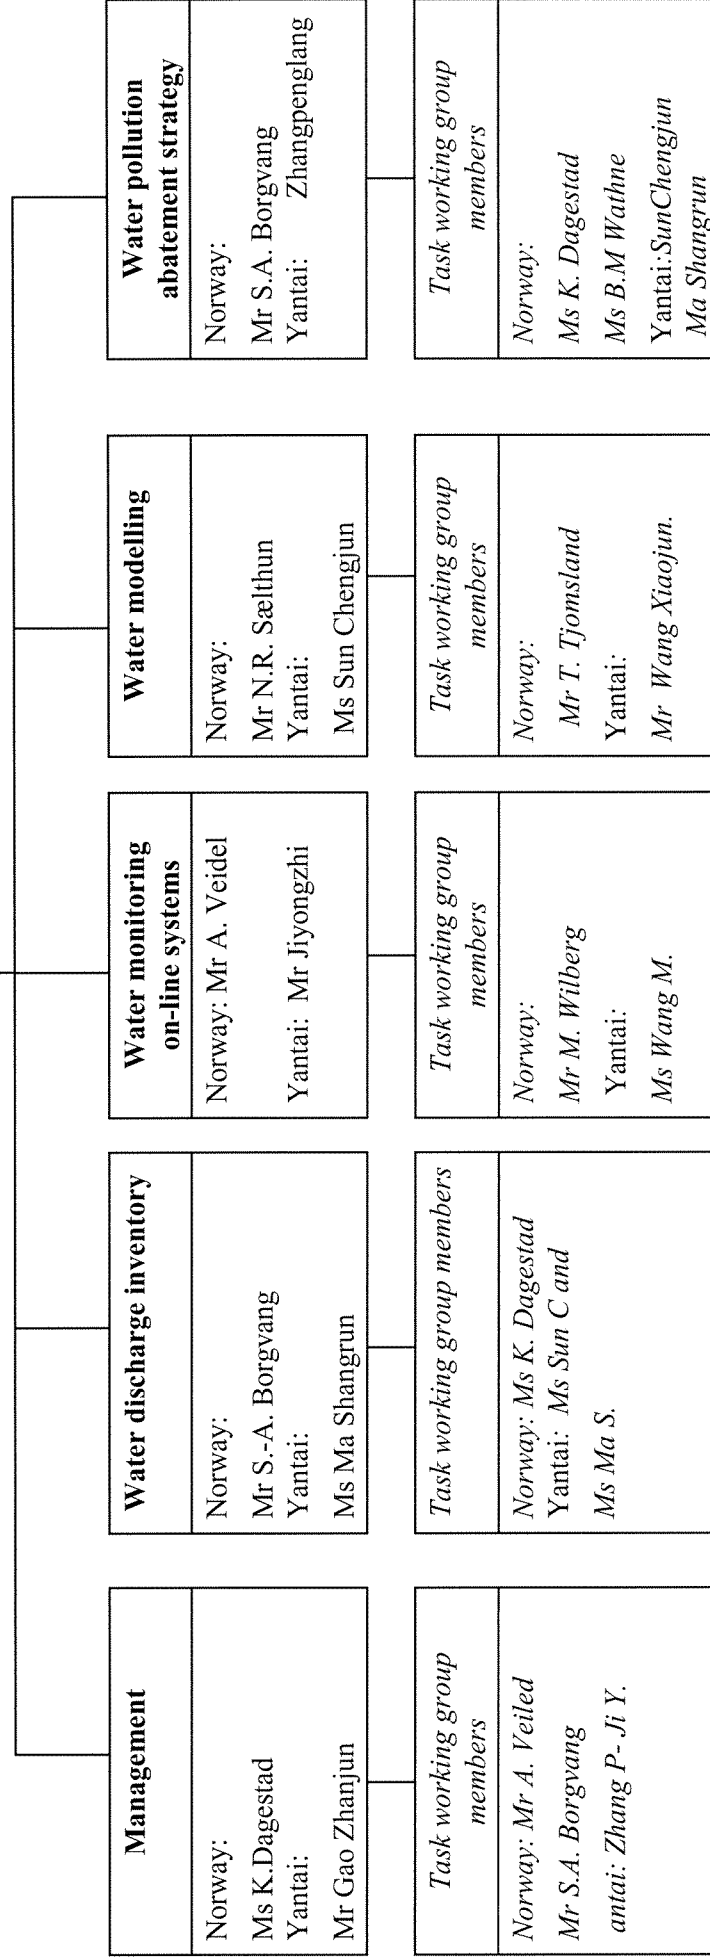 Management
Norway:
Ms K.Dagestad
Yantai:
Mr Gao Zhanjun
Task working group
members
Norway: Mr A. Veiled
Mr S.A. Borgvang
antai: Zhang P- Ji Y.
Water discharge inventory
Norway:
Mr S.-A. Borgvang
Yantai:
Ms Ma Shangrun
Task working group members
Norway: Ms K. Dagestad
Yantai: Ms Sun C and
Ms Ma S.
Water monitoring
on-line systems
Norway: Mr A. Veidel
Yantai: Mr Jiyongzhi
Task working group
members
Norway:
Mr M. Wilberg
Yantai:
Ms Wang M.
Water modelling
Norway:
Mr N.R. Sælthun
Yantai:
Ms Sun Chengjun
Task working group
members
Norway:
Mr T. Tjomsland
Yantai:
Mr Wang Xiaojun.
Water pollution
abatement strategy
Norway:
Mr S.A. Borgvang
Yantai: Zhangpenglang
Task working group
members
Norway:
Ms K. Dagestad
Ms B.M Wathne
Yantai:SunChengjun
Ma Shangrun